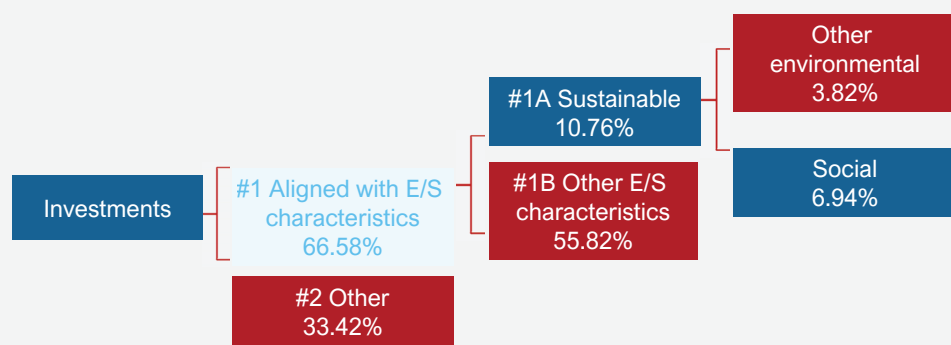 Investments
#1 Aligned with E/S
characteristics
66.58%
#2 Other
33.42%
#1A Sustainable
10.76%
#1B Other E/S
characteristics
55.82%
Other
environmental
3.82%
Social
6.94%